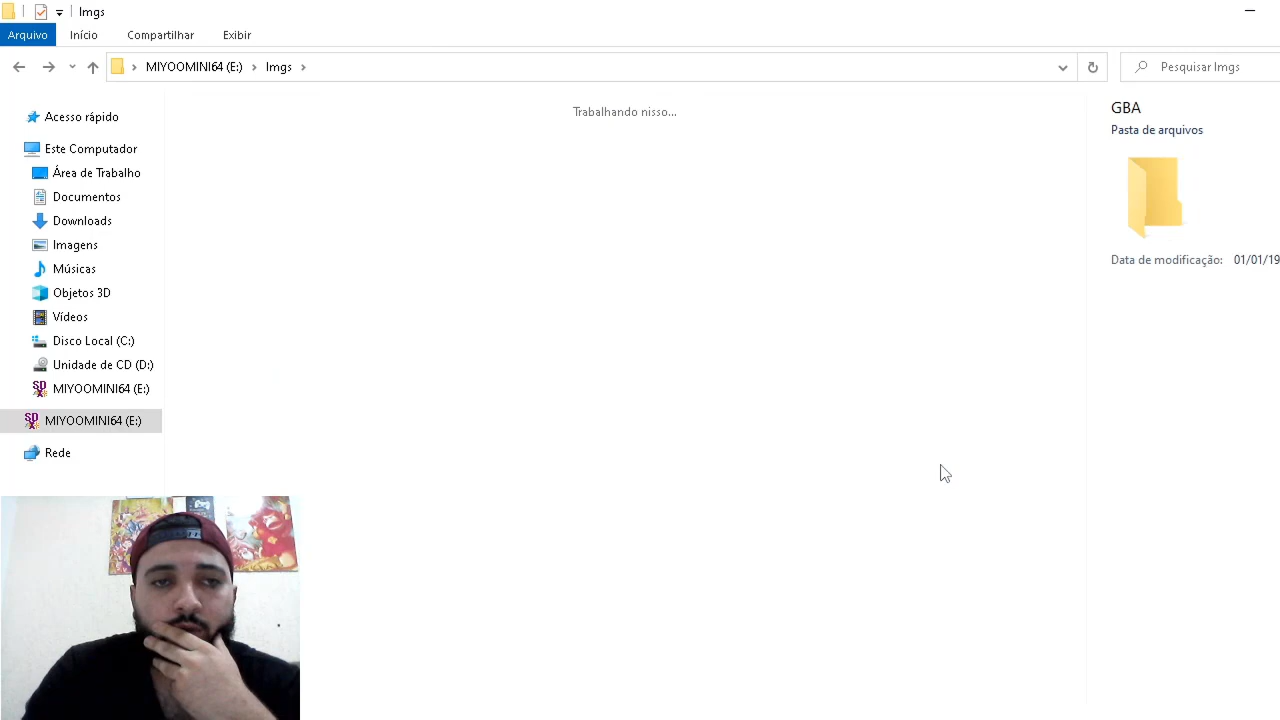 Imgs
Arquivo
Início
Compartilhar
Exibir
MIYOOMINI64 (E:)
Imgs
Pesquisar Imgs
Acesso rápido
Este Computador
Área de Trabalho
Documentos
Downloads
Imagens
Músicas
Objetos 3D
Vídeos
Disco Local (C:)
Unidade de CD (D:)
MIYOOMINI64 (E:)
MIYOOMINI64 (E:)
Rede
Trabalhando nisso...
GBA
Pasta de arquivos
Data de modificação: 01/01/19